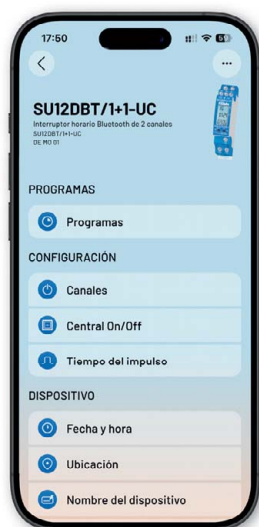 17:50
SU12DBT/1+1-UC
Interruptor horario Bluetooth de 2 canales
SU12DBT/1+1-UC
DE MO 01
PROGRAMAS
Programas
CONFIGURACIÓN
Canales
Central On/Off
Tiempo del impulso
DISPOSITIVO
Fecha y hora
Ubicación
Nombre del dispositivo